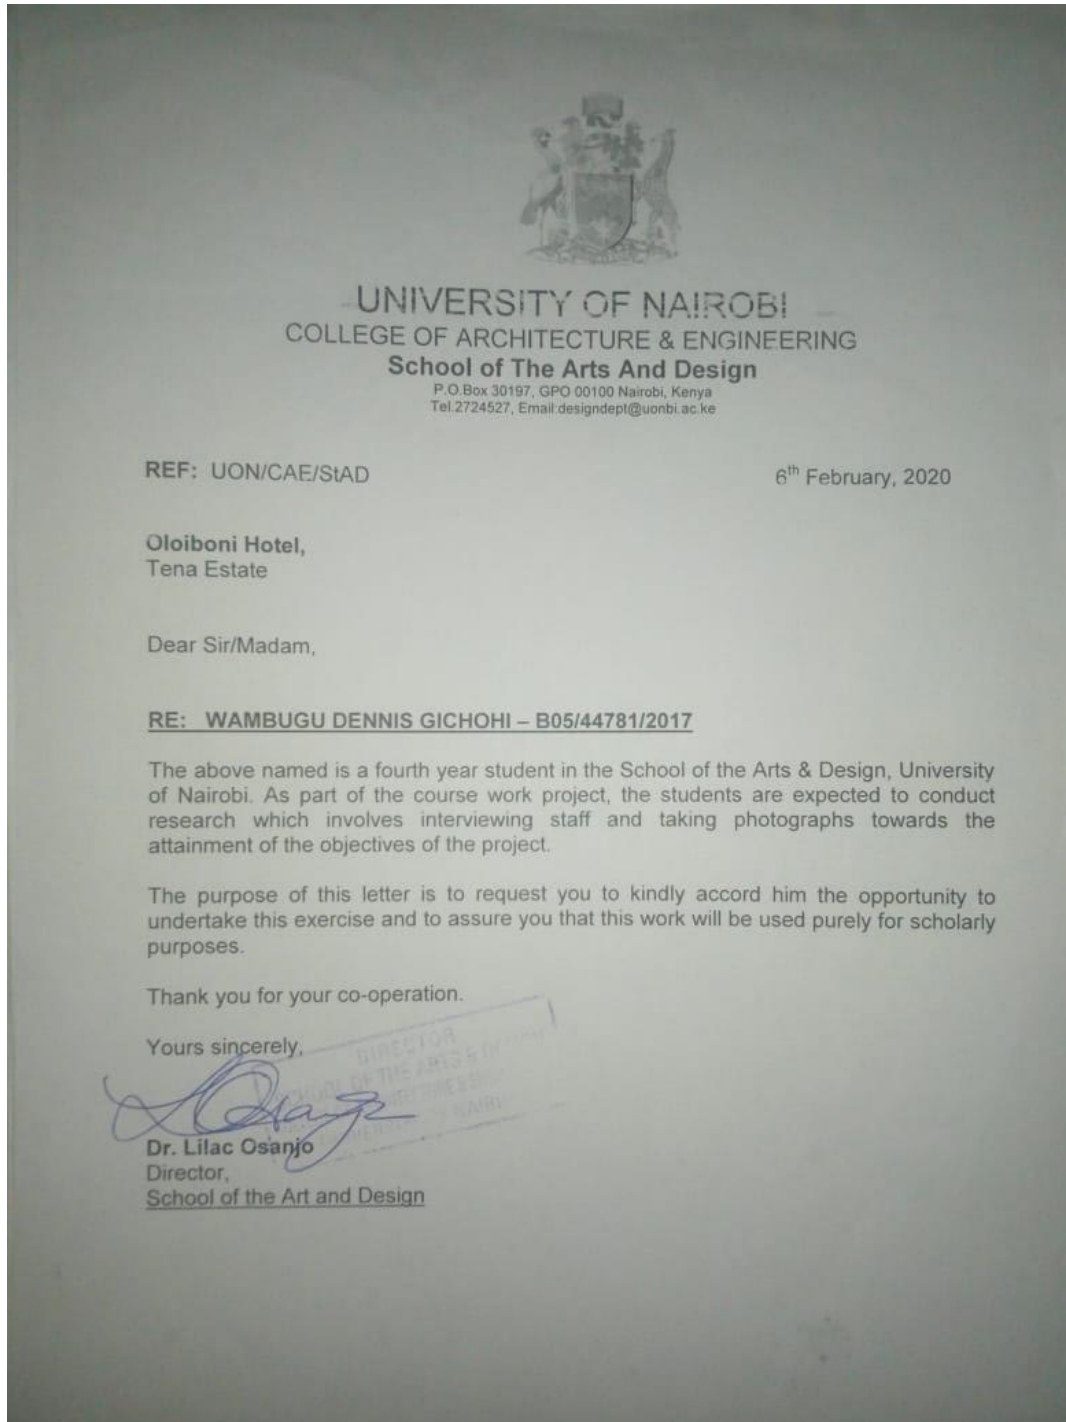 UNIVERSITY OF NAIROBI
COLLEGE OF ARCHITECTURE & ENGINEERING
School of The Arts And Design
P.O.Box 30197, GPO 00100 Nairobi, Kenya
Tel.2724527, Email:designdept@uonbi.ac.ke
REF: UON/CAE/StAD 6th February, 2020
Oloiboni Hotel,
Tena Estate
Dear Sir/Madam,
RE: WAMBUGU DENNIS GICHOHI – B05/44781/2017
The above named is a fourth year student in the School of the Arts & Design, University
of Nairobi. As part of the course work project, the students are expected to conduct
research which involves interviewing staff and taking photographs towards the
attainment of the objectives of the project.
The purpose of this letter is to request you to kindly accord him the opportunity to
undertake this exercise and to assure you that this work will be used purely for scholarly
purposes.
Thank you for your co-operation.
Yours sincerely,
DIRECTOR
SCHOOL OF THE ARTS &
Dr. Lilac Osanjo
Director,
School of the Art and Design